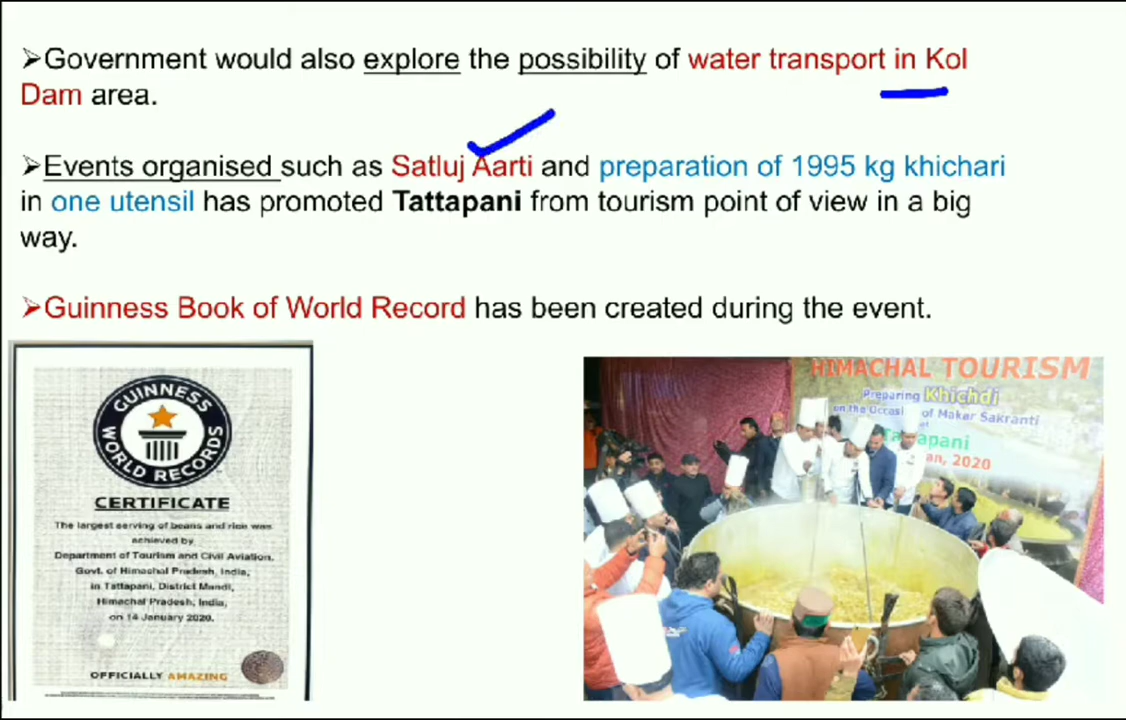 ➢Government would also explore the possibility of water transport in Kol
Dam area.
➢Events organised such as Satluj Aarti and preparation of 1995 kg khichari
in one utensil has promoted Tattapani from tourism point of view in a big
way.
➢Guinness Book of World Record has been created during the event.
GUINNESS
WORLD RECORDS
CERTIFICATE
The largest serving of beans and rice was
achieved by
Department of Tourism and Civil Aviation,
Govt. of Himachal Pradesh, India,
in Tattapani, District Mandi,
Himachal Pradesh, India,
on 14 January 2020.
OFFICIALLY AMAZING
HIMACHAL TOURISM
Preparing Khichdi
on the Occasi of Makar Sakranti
at
Tattapani
an, 2020